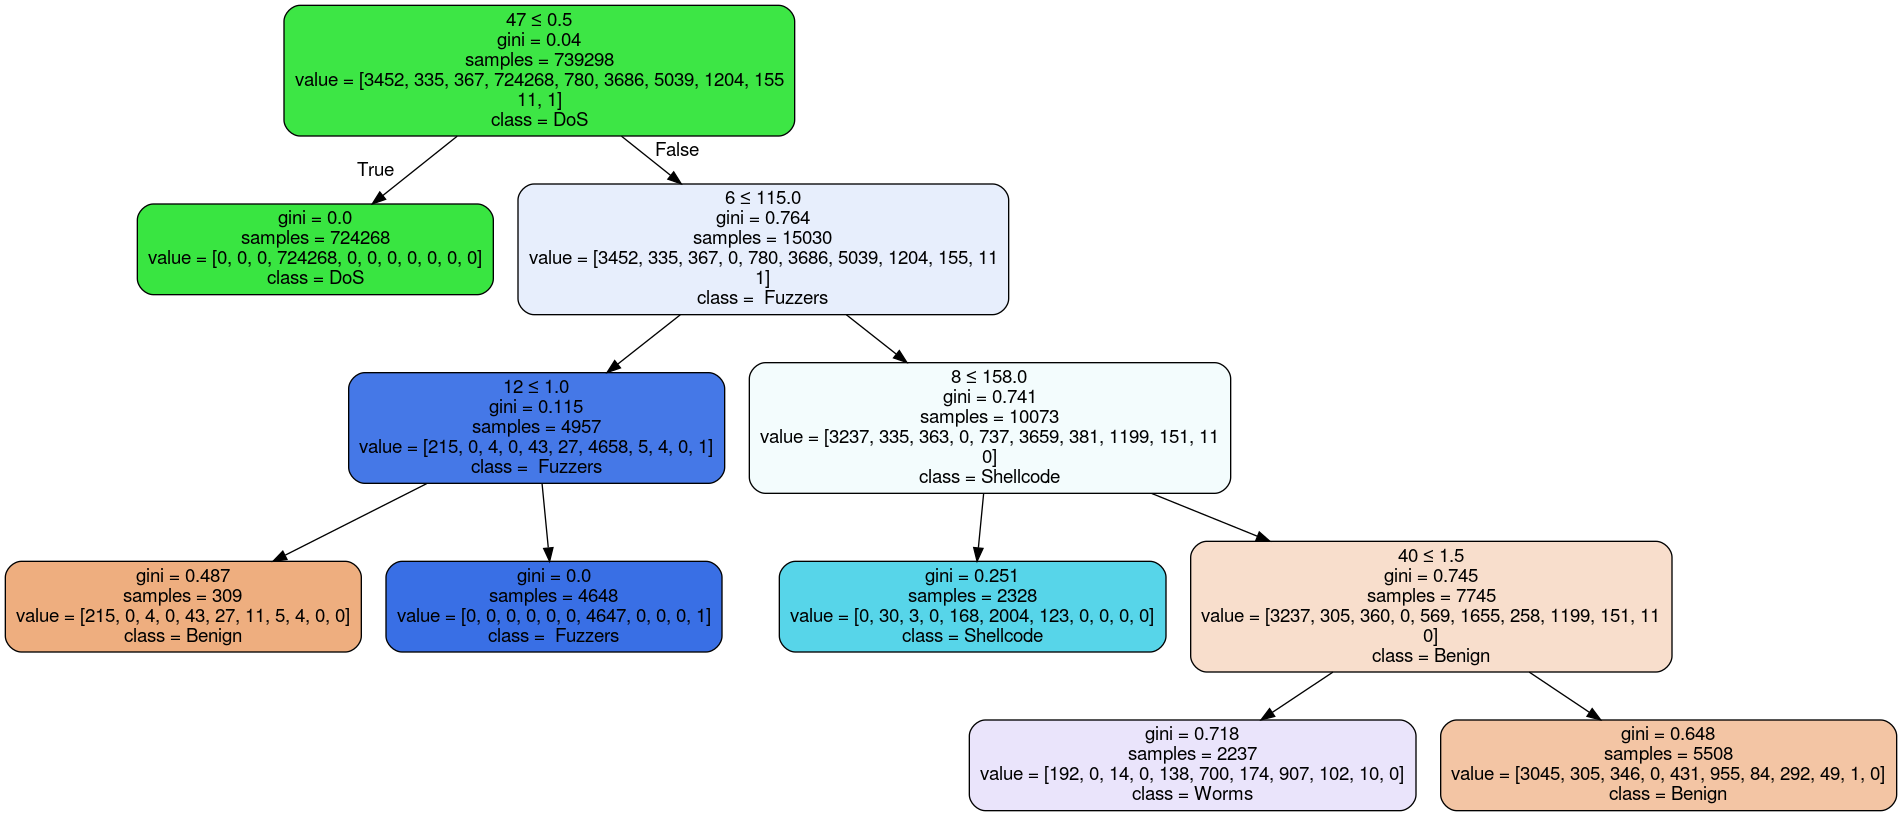 47 ≤ 0.5
gini = 0.04
samples = 739298
value = [3452, 335, 367, 724268, 780, 3686, 5039, 1204, 155
11, 1]
class = DoS
True
False
gini = 0.0
samples = 724268
value = [0, 0, 0, 724268, 0, 0, 0, 0, 0, 0, 0]
class = DoS
6 ≤ 115.0
gini = 0.764
samples = 15030
value = [3452, 335, 367, 0, 780, 3686, 5039, 1204, 155, 11
1]
class = Fuzzers
12 ≤ 1.0
gini = 0.115
samples = 4957
value = [215, 0, 4, 0, 43, 27, 4658, 5, 4, 0, 1]
class = Fuzzers
8 ≤ 158.0
gini = 0.741
samples = 10073
value = [3237, 335, 363, 0, 737, 3659, 381, 1199, 151, 11
0]
class = Shellcode
gini = 0.487
samples = 309
value = [215, 0, 4, 0, 43, 27, 11, 5, 4, 0, 0]
class = Benign
gini = 0.0
samples = 4648
value = [0, 0, 0, 0, 0, 0, 4647, 0, 0, 0, 1]
class = Fuzzers
gini = 0.251
samples = 2328
value = [0, 30, 3, 0, 168, 2004, 123, 0, 0, 0, 0]
class = Shellcode
40 ≤ 1.5
gini = 0.745
samples = 7745
value = [3237, 305, 360, 0, 569, 1655, 258, 1199, 151, 11
0]
class = Benign
gini = 0.718
samples = 2237
value = [192, 0, 14, 0, 138, 700, 174, 907, 102, 10, 0]
class = Worms
gini = 0.648
samples = 5508
value = [3045, 305, 346, 0, 431, 955, 84, 292, 49, 1, 0]
class = Benign